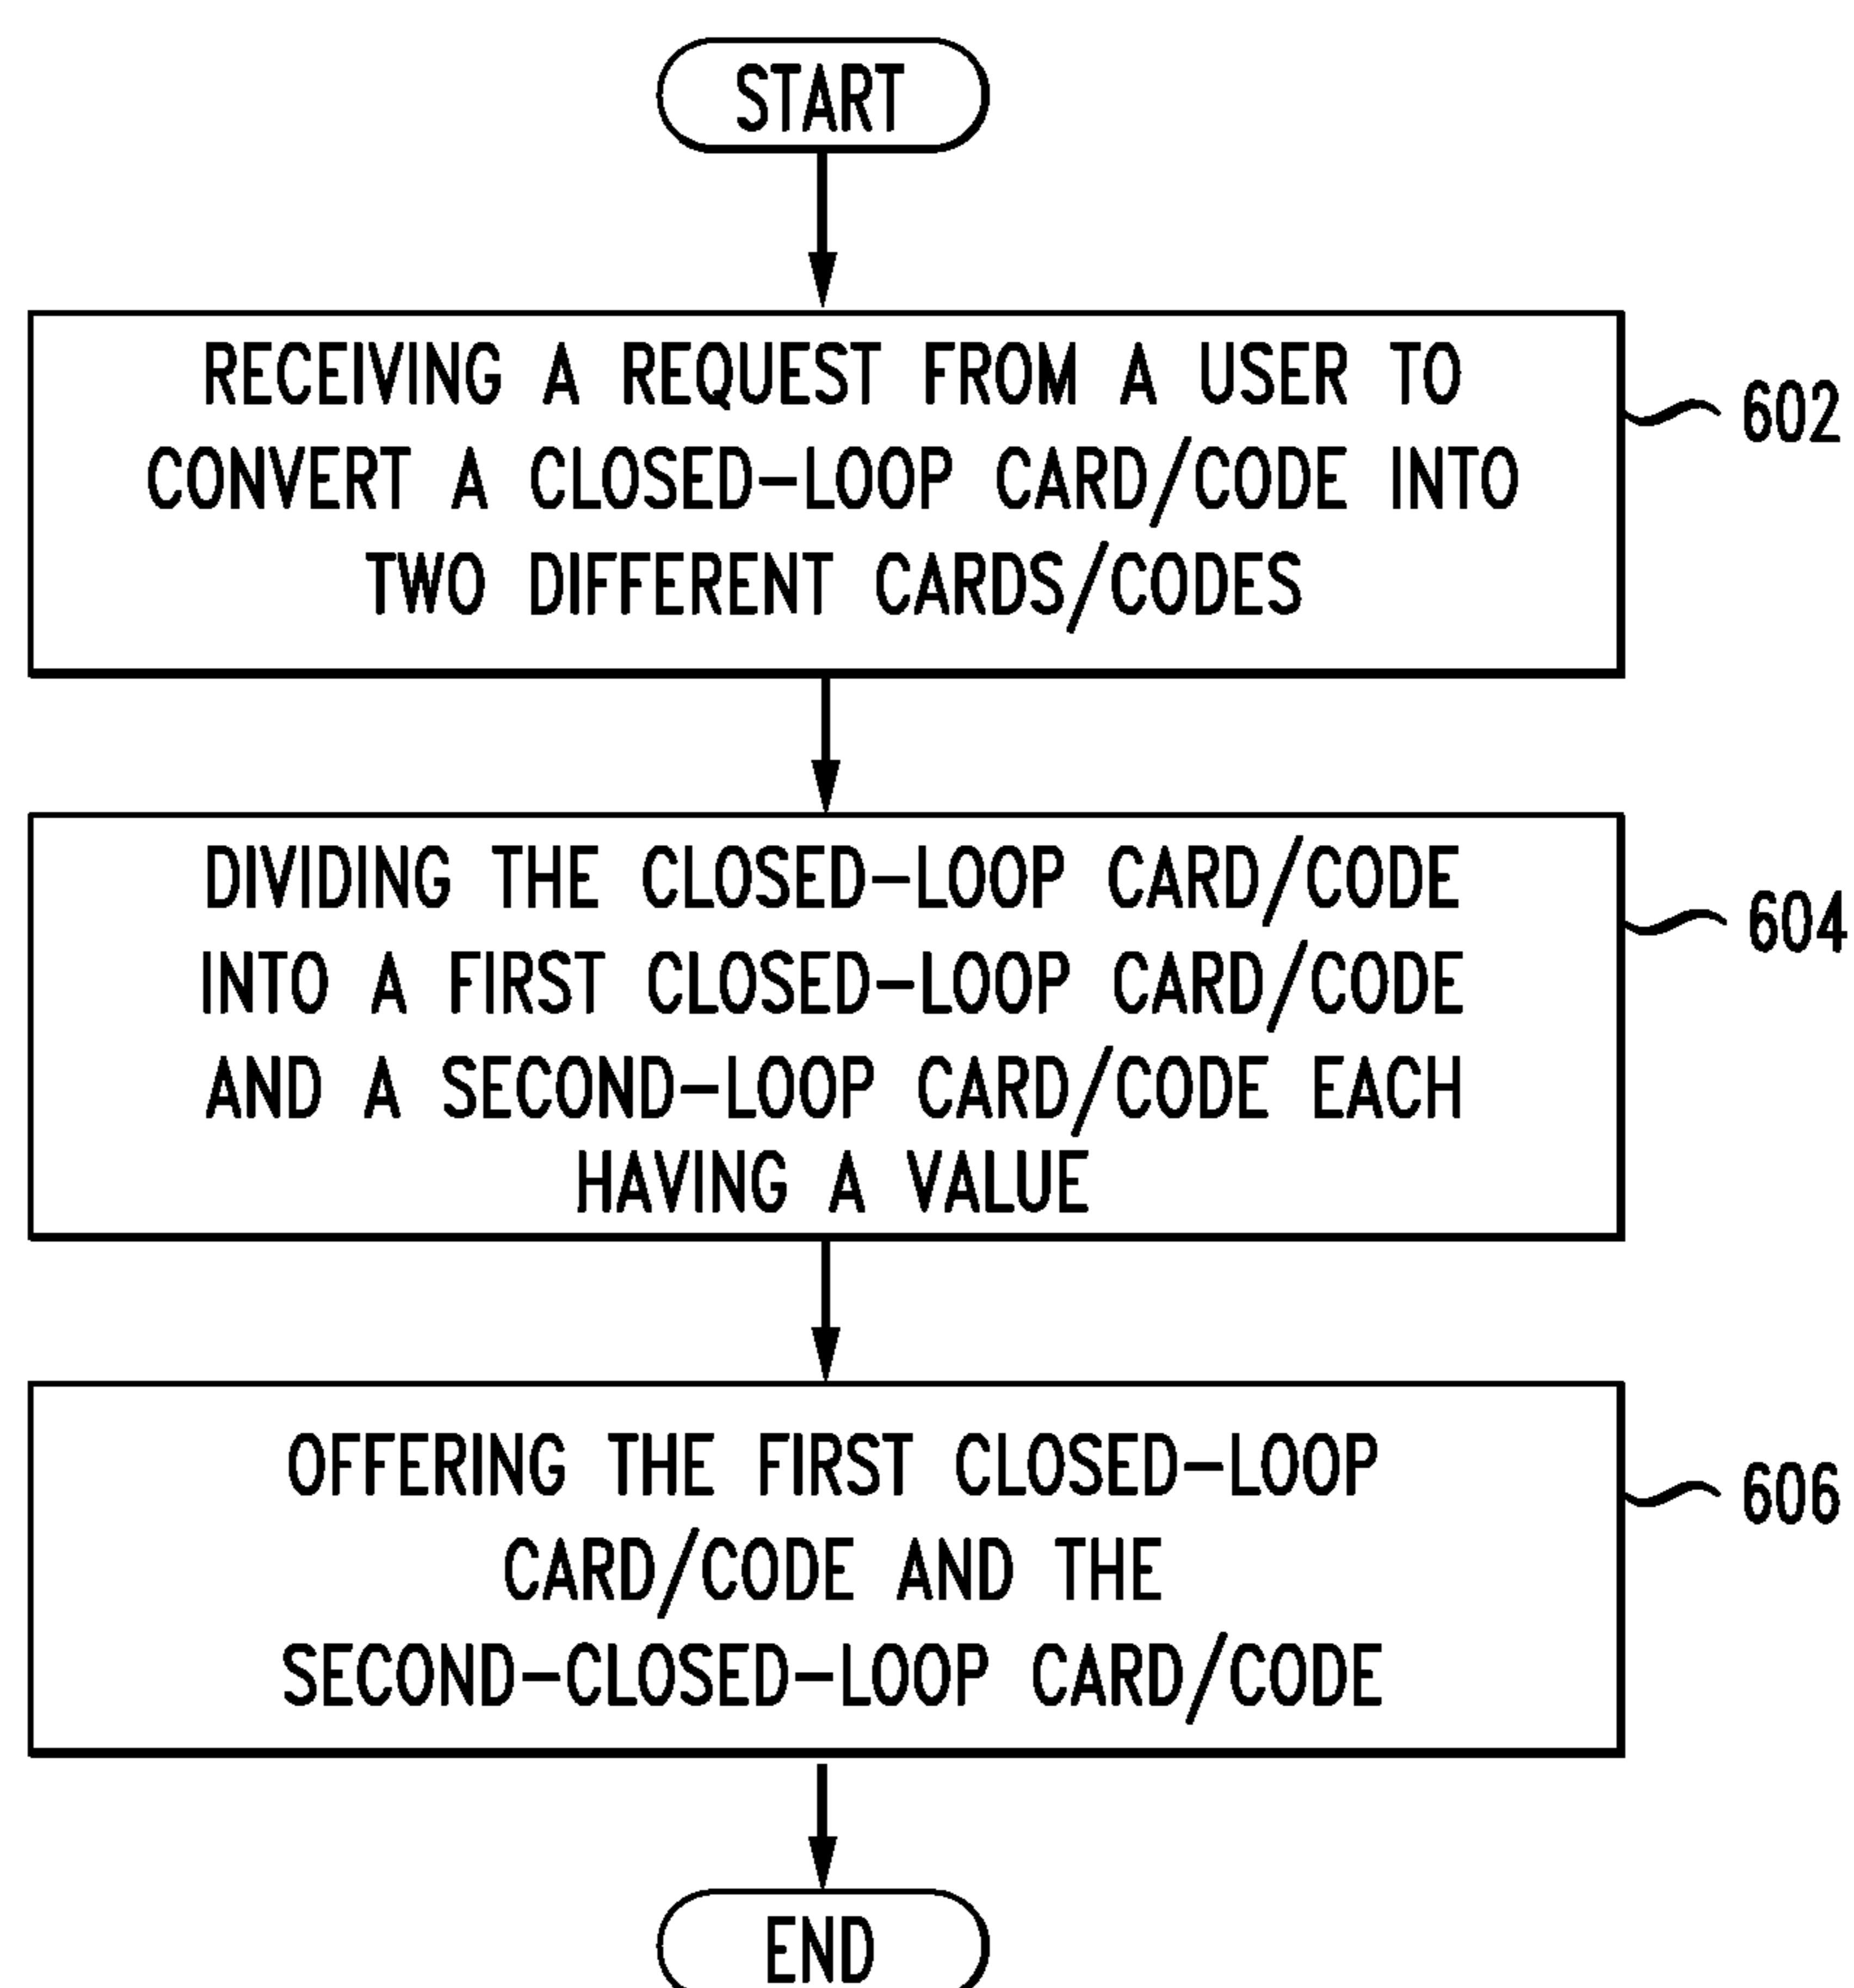 START
RECEIVING A REQUEST FROM A USER TO
CONVERT A CLOSED-LOOP CARD/CODE INTO
TWO DIFFERENT CARDS/CODES
602
DIVIDING THE CLOSED-LOOP CARD/CODE
INTO A FIRST CLOSED-LOOP CARD/CODE
AND A SECOND-LOOP CARD/CODE EACH
HAVING A VALUE
604
OFFERING THE FIRST CLOSED-LOOP
CARD/CODE AND THE
SECOND-CLOSED-LOOP CARD/CODE
606
END